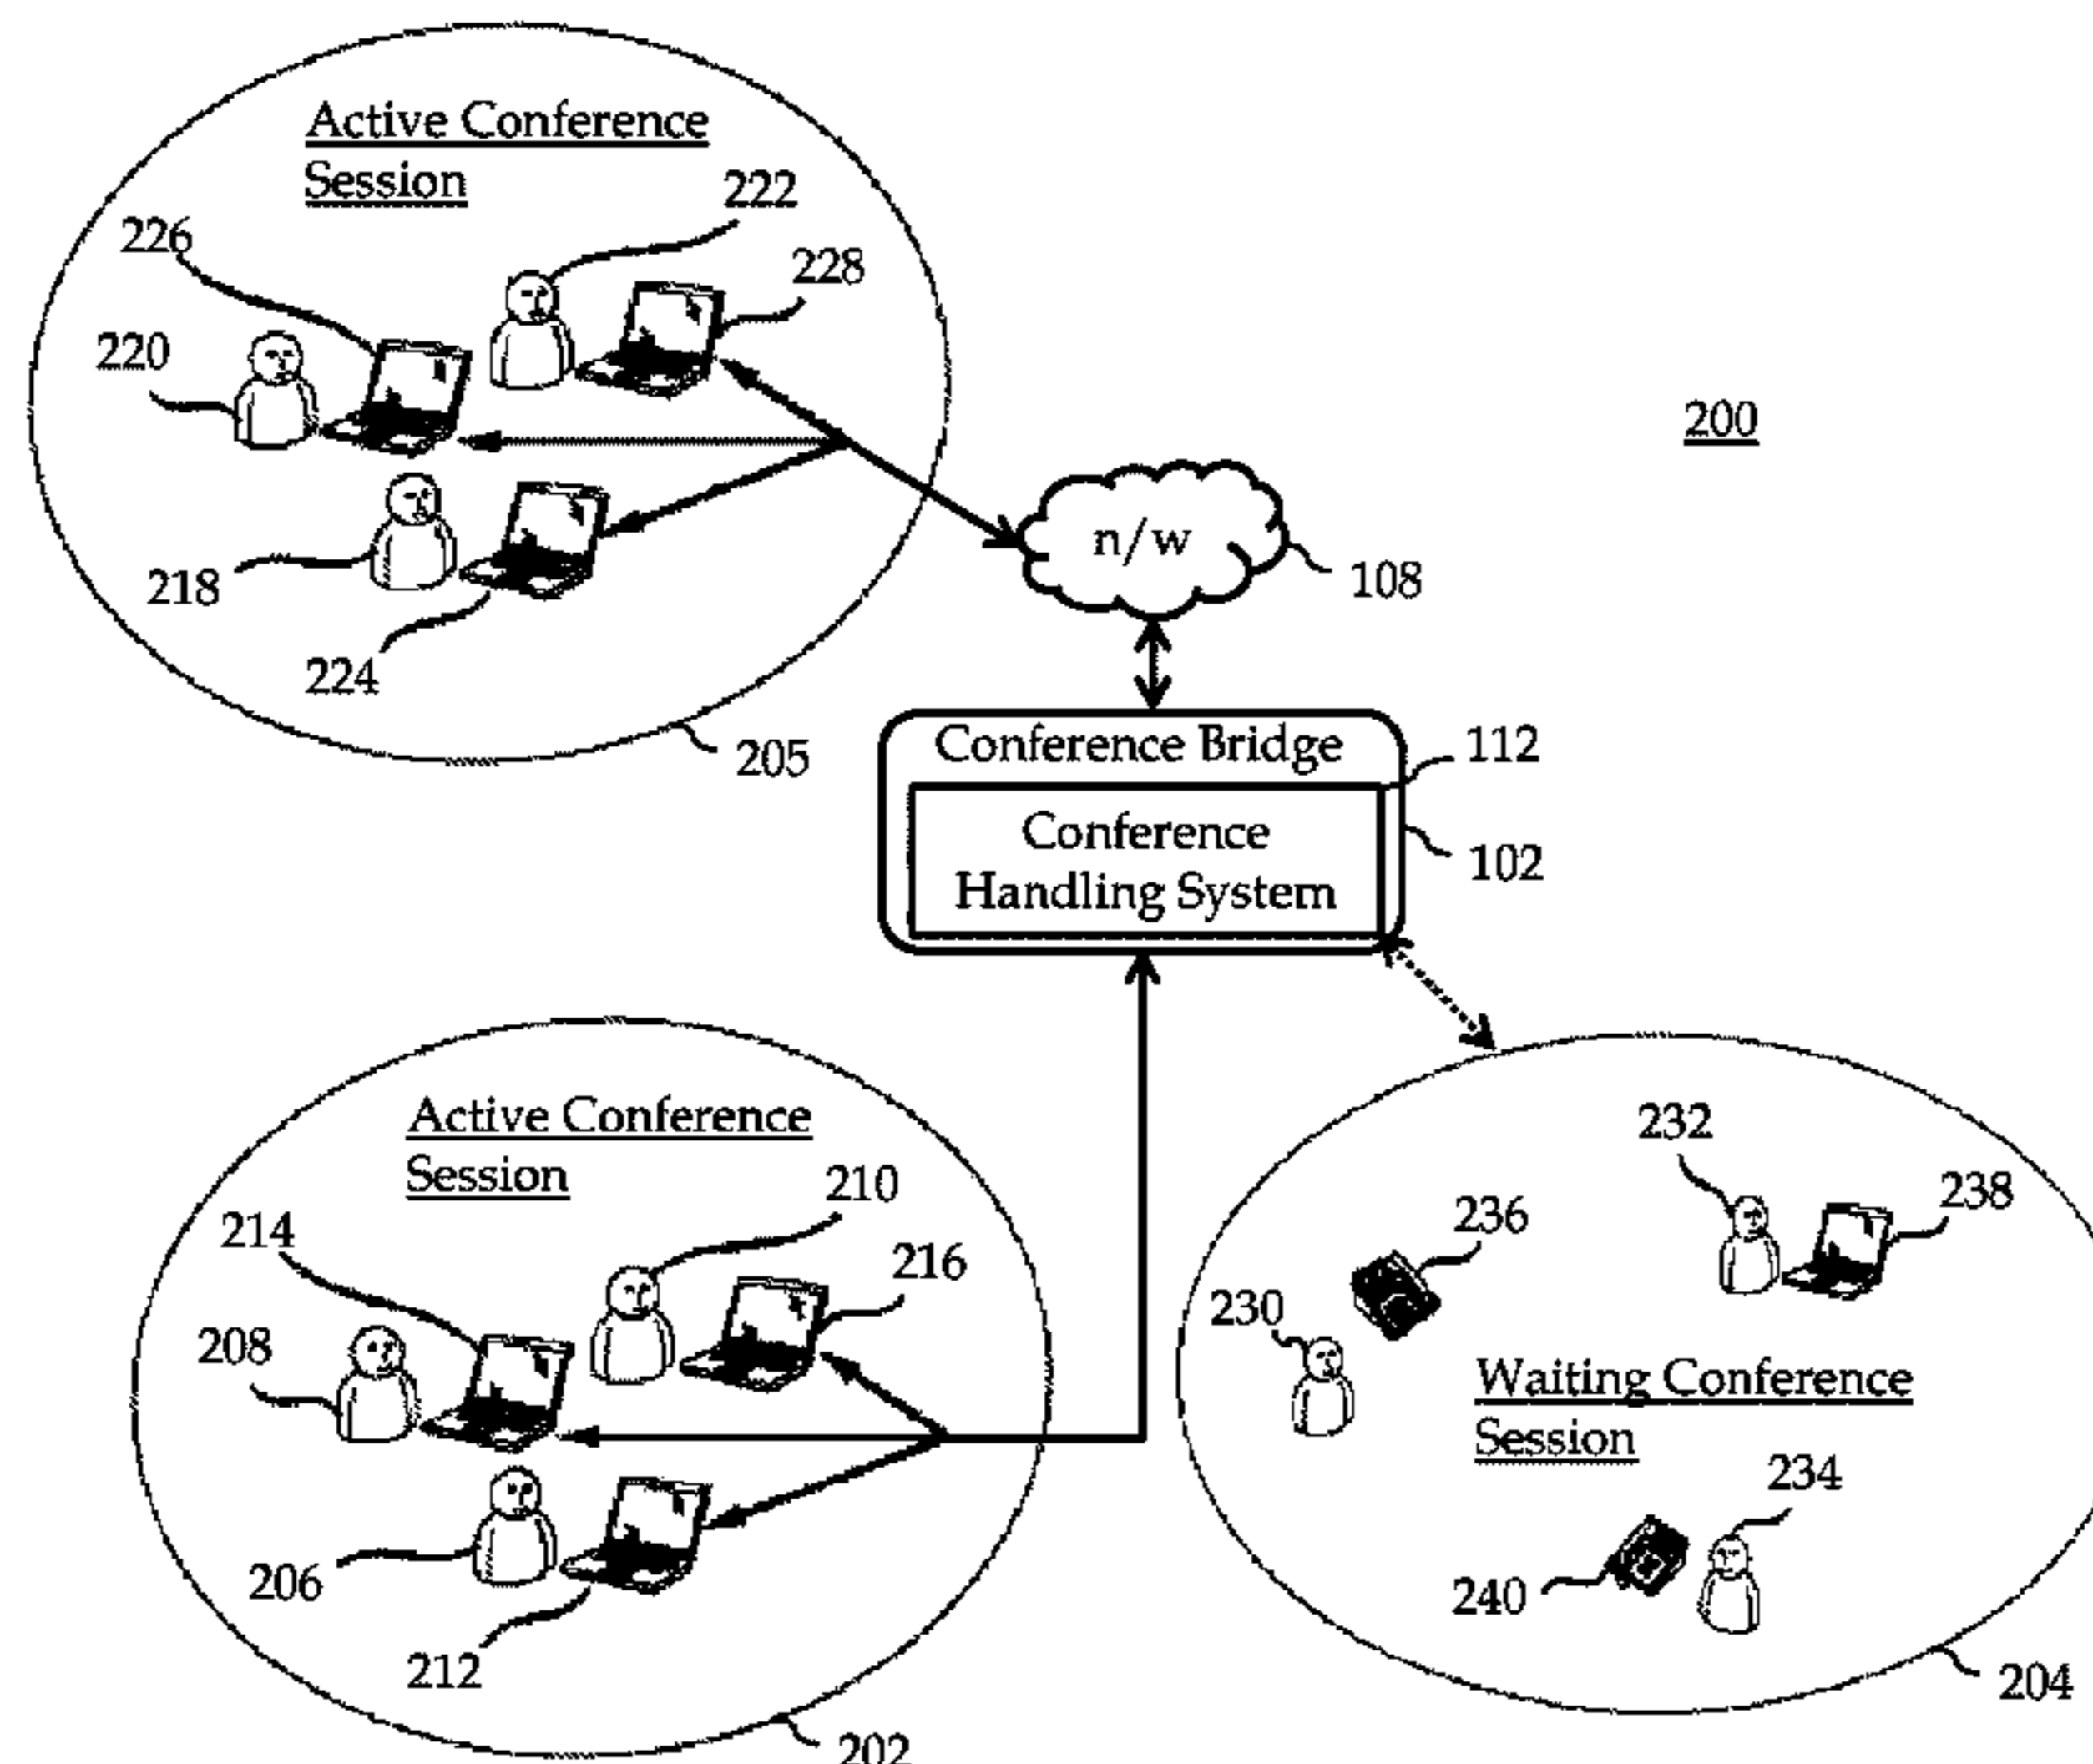 Active Conference
Session
222
226
228
220
200
n/w
108
218
224
205
Conference Bridge
112
Conference
Handling System
102
Active Conference
Session
210
214
216
208
206
212
202
232
236
238
230
Waiting Conference
Session
234
240
204